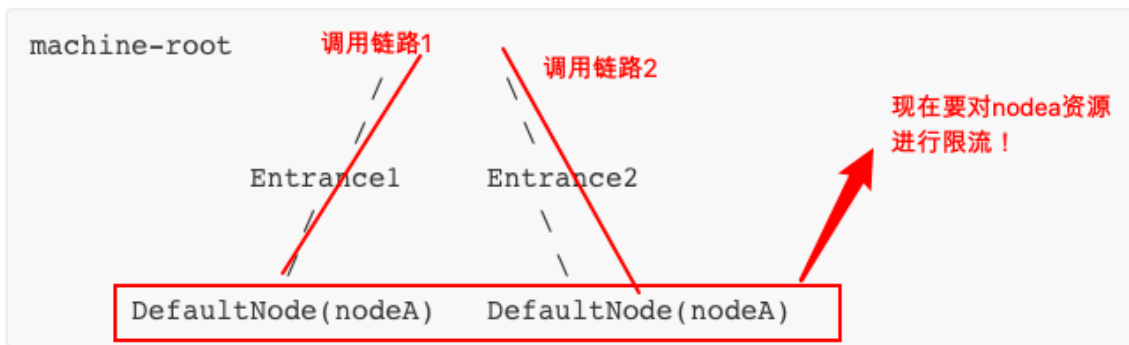 machine-root
调用链路1
调用链路2
现在要对nodea资源
进行限流！
/ \
/ \
Entrance1 Entrance2
/ \
/ \
DefaultNode(nodeA) DefaultNode(nodeA)